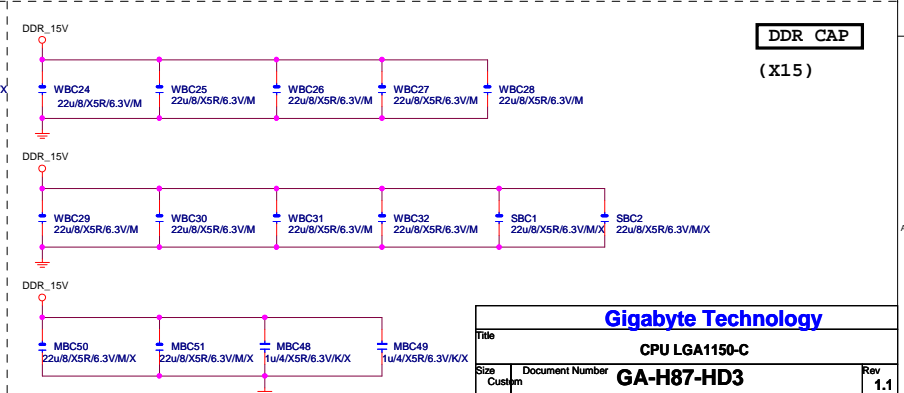 DDR_15V
DDR CAP
(X15)
X
WBC24
22u/8/X5R/6.3V/M
WBC25
22u/8/X5R/6.3V/M
WBC26
22u/8/X5R/6.3V/M
WBC27
22u/8/X5R/6.3V/M
WBC28
22u/8/X5R/6.3V/M
DDR_15V
WBC29
22u/8/X5R/6.3V/M
WBC30
22u/8/X5R/6.3V/M
WBC31
22u/8/X5R/6.3V/M
WBC32
22u/8/X5R/6.3V/M
SBC1
22u/8/X5R/6.3V/M/X
SBC2
22u/8/X5R/6.3V/M/X
A
DDR_15V
MBC50
22u/8/X5R/6.3V/M/X
MBC51
22u/8/X5R/6.3V/M/X
MBC48
1u/4/X5R/6.3V/K/X
MBC49
1u/4/X5R/6.3V/K/X
Gigabyte Technology
Title
CPU LGA1150-C
Size
Custom
Document Number
GA-H87-HD3
Rev
1.1